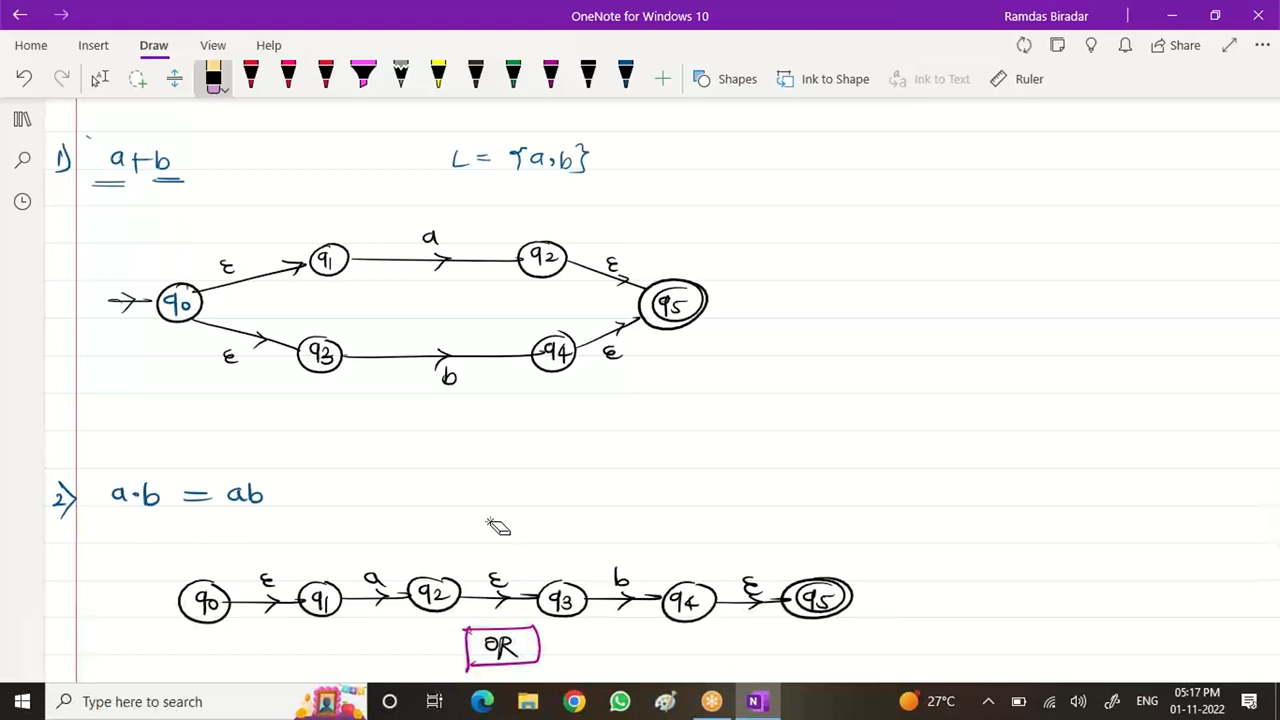 OneNote for Windows 10
Ramdas Biradar
Home Insert Draw View Help
Share
Shapes Ink to Shape Ink to Text Ruler
1) a+b L = {a,b}
a
ε q1 q2 ε
q0 q5
ε q3 q4 ε
b
2) a·b = ab
ε a ε b ε
q0 q1 q2 q3 q4 q5
OR
Type here to search
27°C
ENG
05:17 PM
01-11-2022